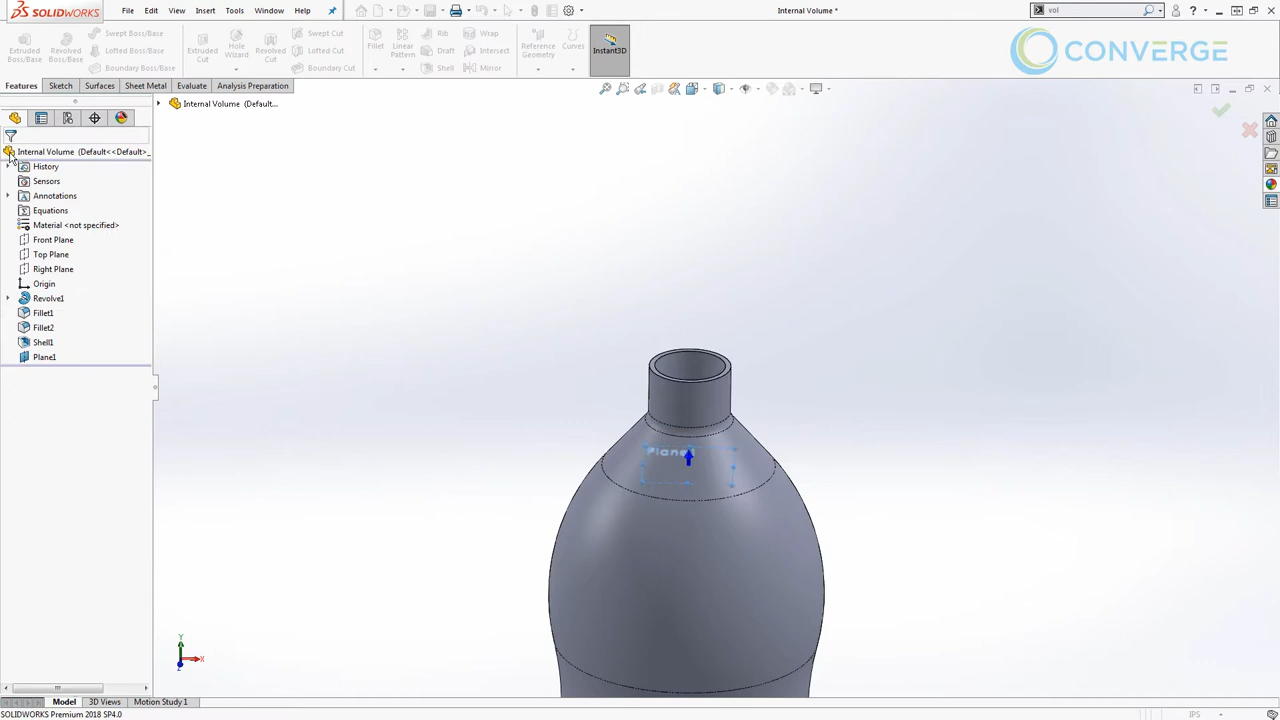 SOLIDWORKS File Edit View Insert Tools Window Help Internal Volume * vol
Extruded Boss/Base
Revolved Boss/Base
Swept Boss/Base
Lofted Boss/Base
Boundary Boss/Base
Extruded Cut
Hole Wizard
Revolved Cut
Swept Cut
Lofted Cut
Boundary Cut
Fillet
Linear Pattern
Rib
Draft
Shell
Wrap
Intersect
Mirror
Reference Geometry
Curves
Instant3D
CONVERGE
Features Sketch Surfaces Sheet Metal Evaluate Analysis Preparation
Internal Volume (Default...
Internal Volume (Default<<Default>_
History
Sensors
Annotations
Equations
Material <not specified>
Front Plane
Top Plane
Right Plane
Origin
Revolve1
Fillet1
Fillet2
Shell1
Plane1
Plane1
Y
X
Z
Model 3D Views Motion Study 1
SOLIDWORKS Premium 2018 SP4.0 IPS